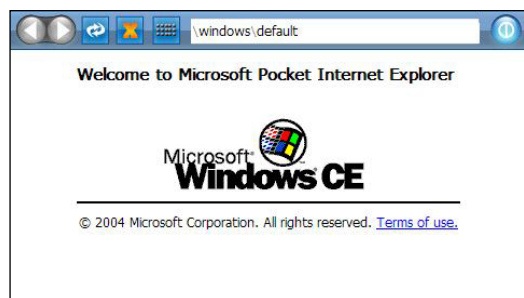 \windows\default
Welcome to Microsoft Pocket Internet Explorer
Microsoft®
Windows® CE
© 2004 Microsoft Corporation. All rights reserved. Terms of use.